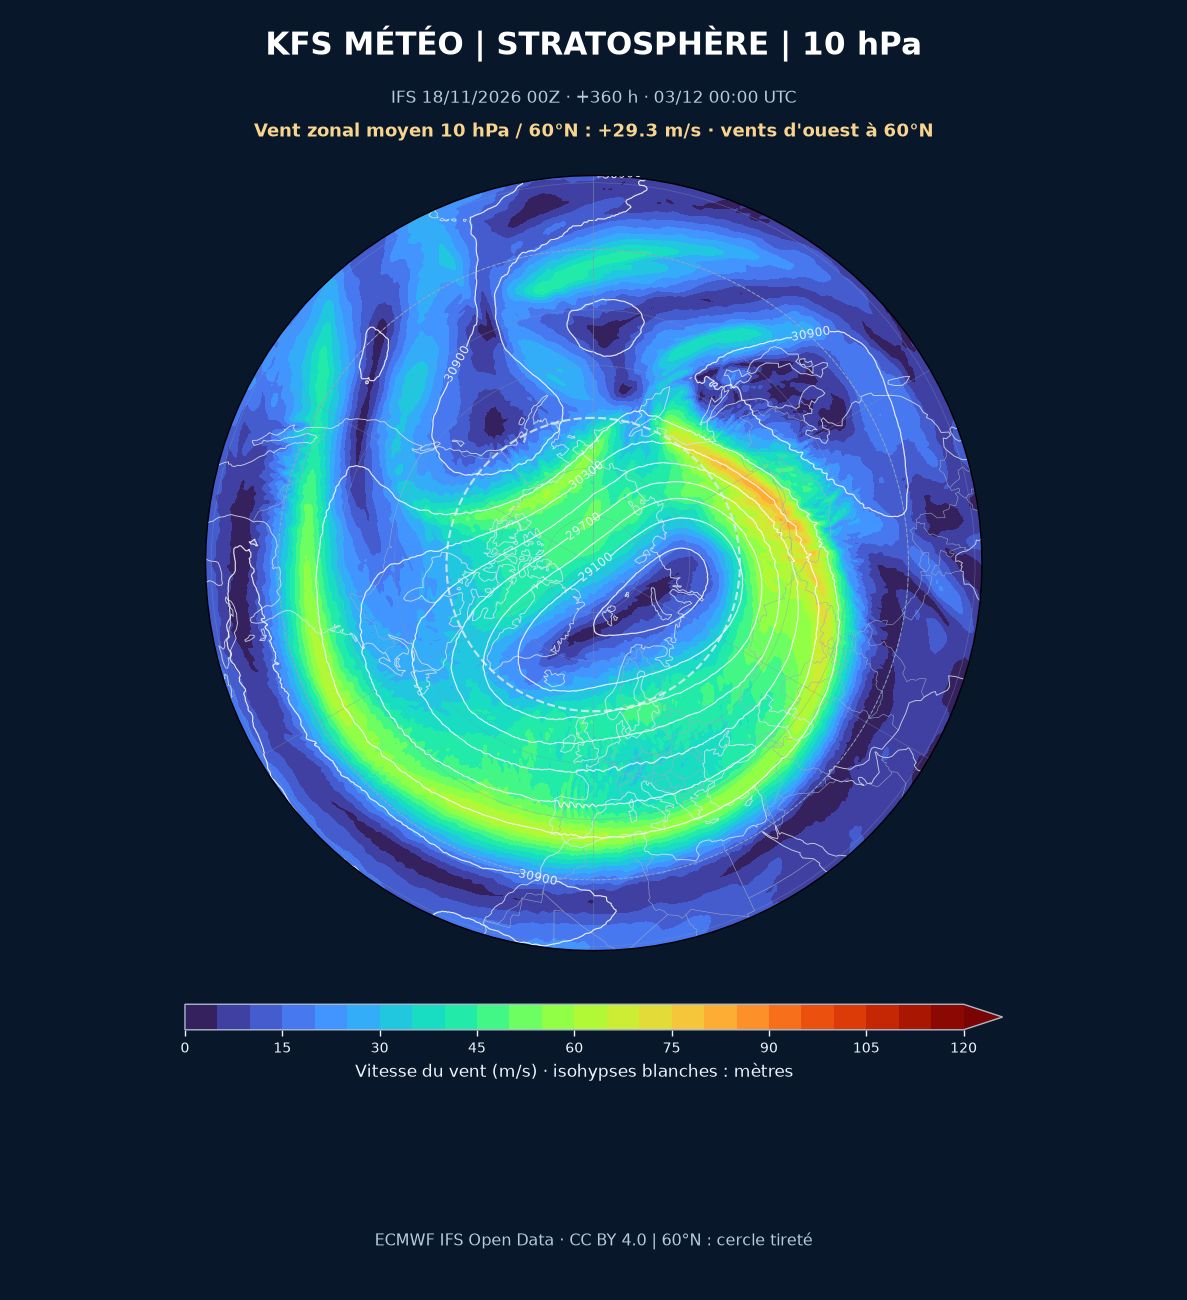 KFS MÉTÉO | STRATOSPHÈRE | 10 hPa
IFS 18/11/2026 00Z · +360 h · 03/12 00:00 UTC
Vent zonal moyen 10 hPa / 60°N : +29.3 m/s · vents d'ouest à 60°N
30900
30900
30900
30300
29700
29100
30900
0 15 30 45 60 75 90 105 120
Vitesse du vent (m/s) · isohypses blanches : mètres
ECMWF IFS Open Data · CC BY 4.0 | 60°N : cercle tireté